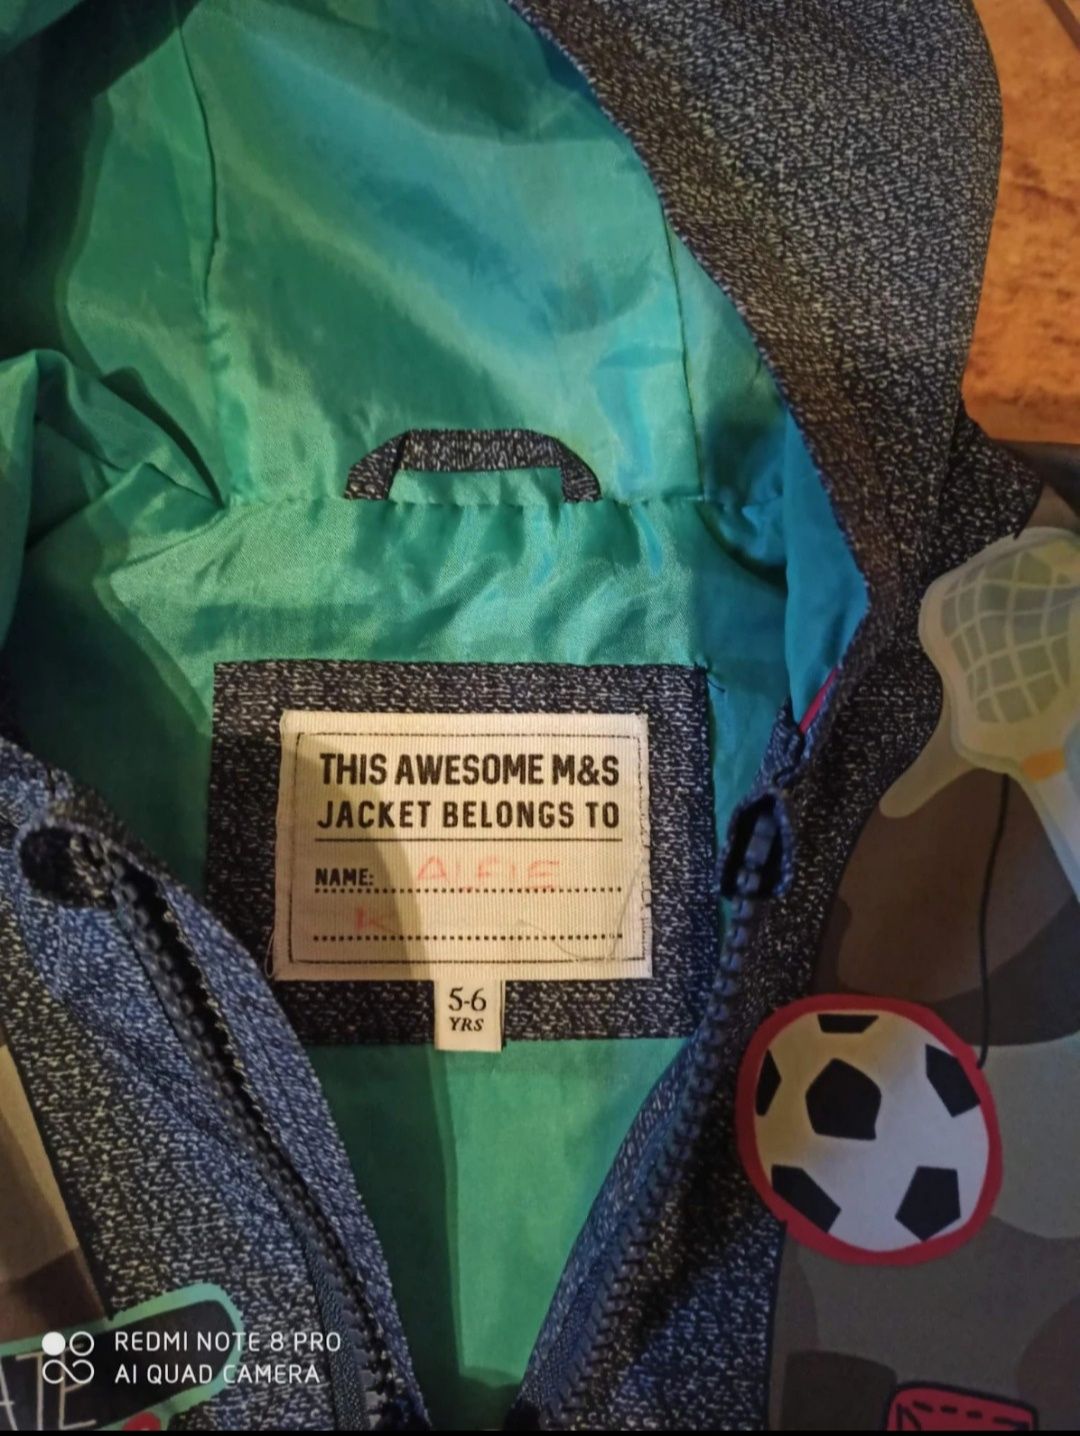 THIS AWESOME M&S
JACKET BELONGS TO
NAME: ALFIE
K
5-6
YRS
REDMI NOTE 8 PRO
AI QUAD CAMERA